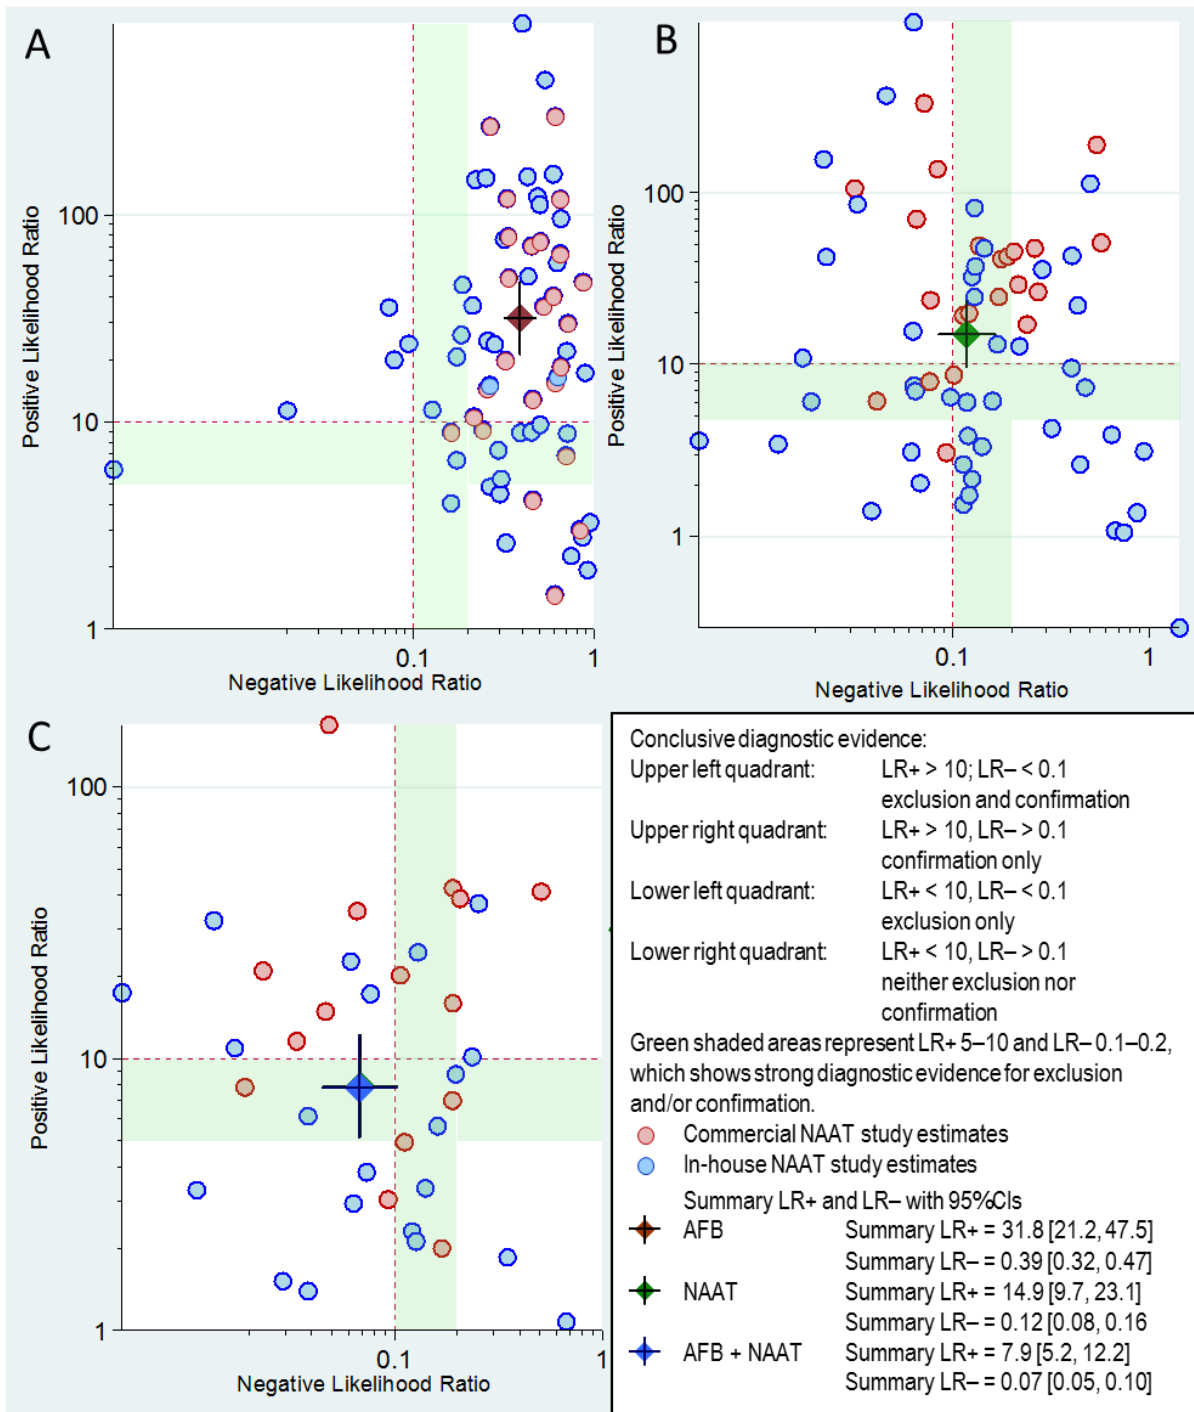 A
100
10
1
0.1
1
Positive Likelihood Ratio
Negative Likelihood Ratio
B
100
10
1
0.1
1
Positive Likelihood Ratio
Negative Likelihood Ratio
C
100
10
1
0.1
1
Positive Likelihood Ratio
Negative Likelihood Ratio
Conclusive diagnostic evidence:
Upper left quadrant: LR+ > 10; LR– < 0.1
exclusion and confirmation
Upper right quadrant: LR+ > 10, LR– > 0.1
confirmation only
Lower left quadrant: LR+ < 10, LR– < 0.1
exclusion only
Lower right quadrant: LR+ < 10, LR– > 0.1
neither exclusion nor
confirmation
Green shaded areas represent LR+ 5–10 and LR– 0.1–0.2,
which shows strong diagnostic evidence for exclusion
and/or confirmation.
Commercial NAAT study estimates
In-house NAAT study estimates
Summary LR+ and LR– with 95%CIs
AFB Summary LR+ = 31.8 [21.2, 47.5]
Summary LR– = 0.39 [0.32, 0.47]
NAAT Summary LR+ = 14.9 [9.7, 23.1]
Summary LR– = 0.12 [0.08, 0.16
AFB + NAAT Summary LR+ = 7.9 [5.2, 12.2]
Summary LR– = 0.07 [0.05, 0.10]